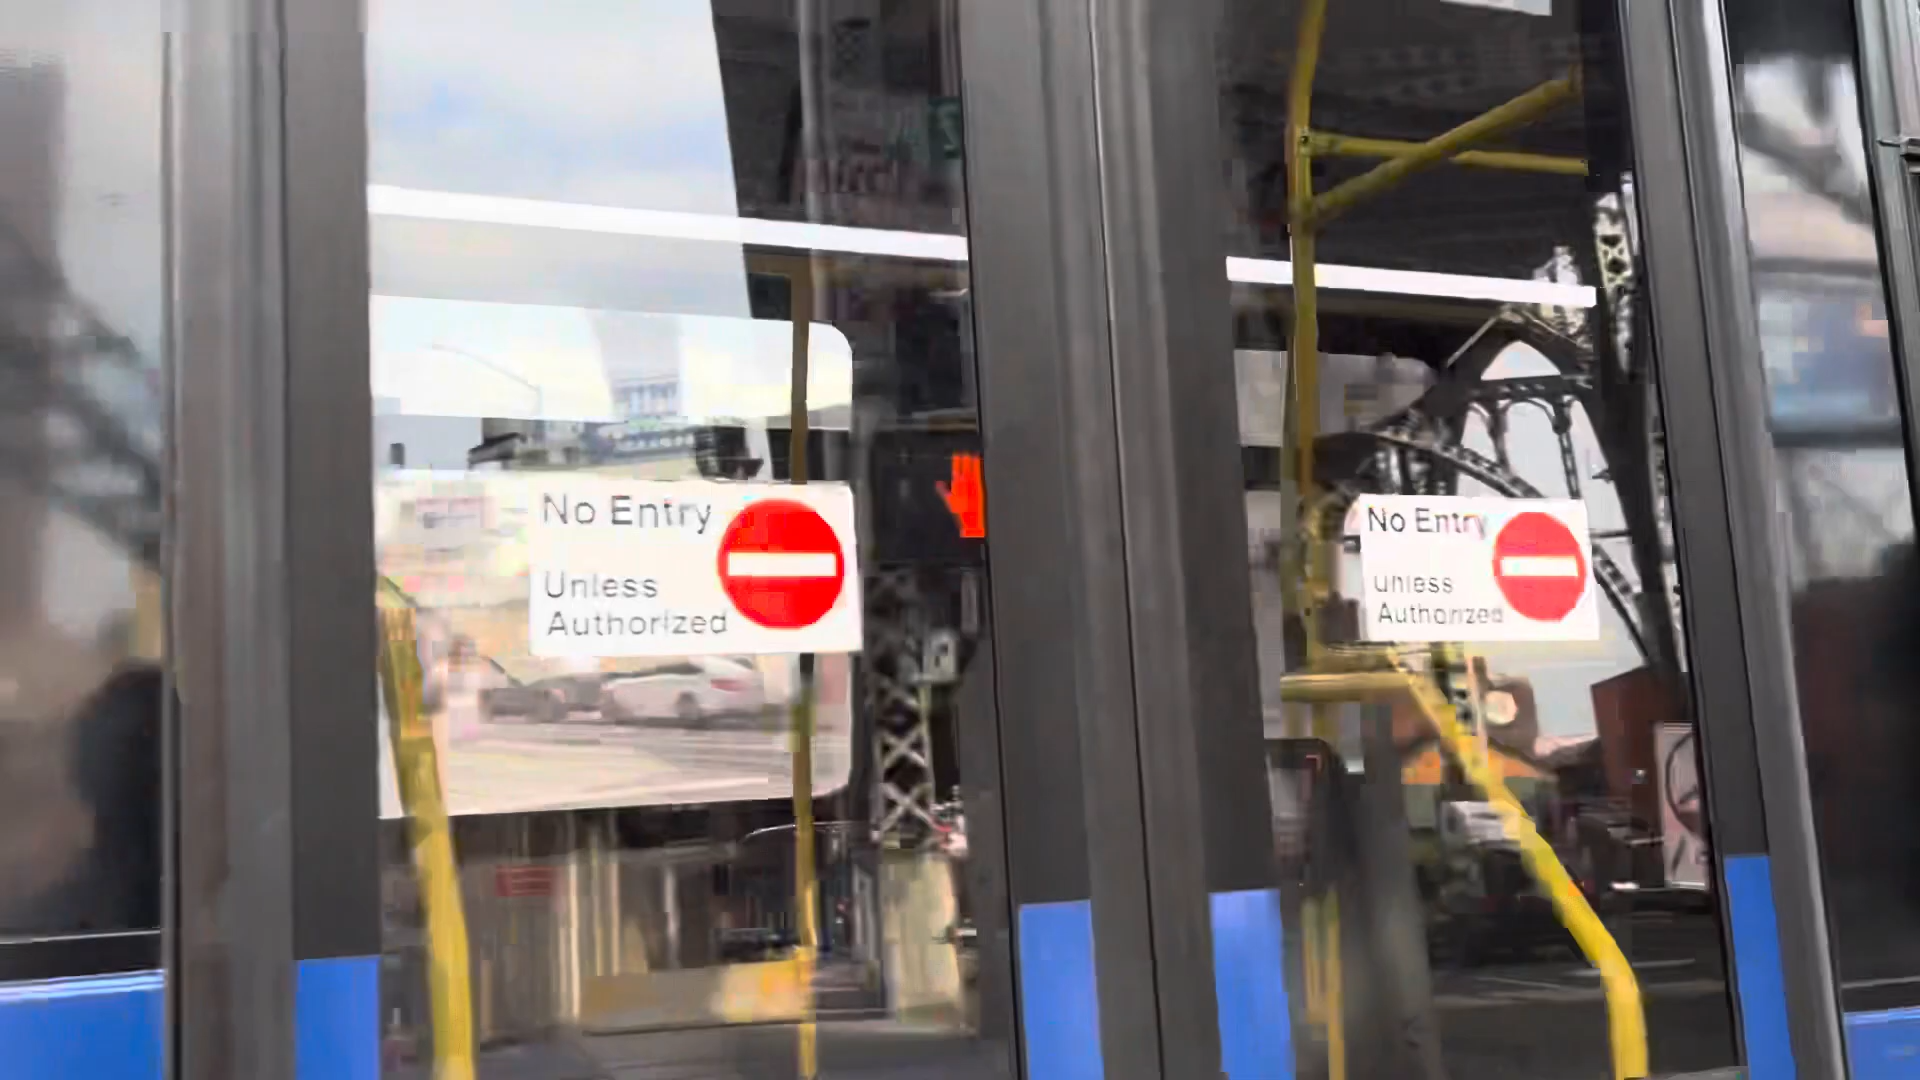 No Entry
Unless
Authorized
No Entry
Unless
Authorized